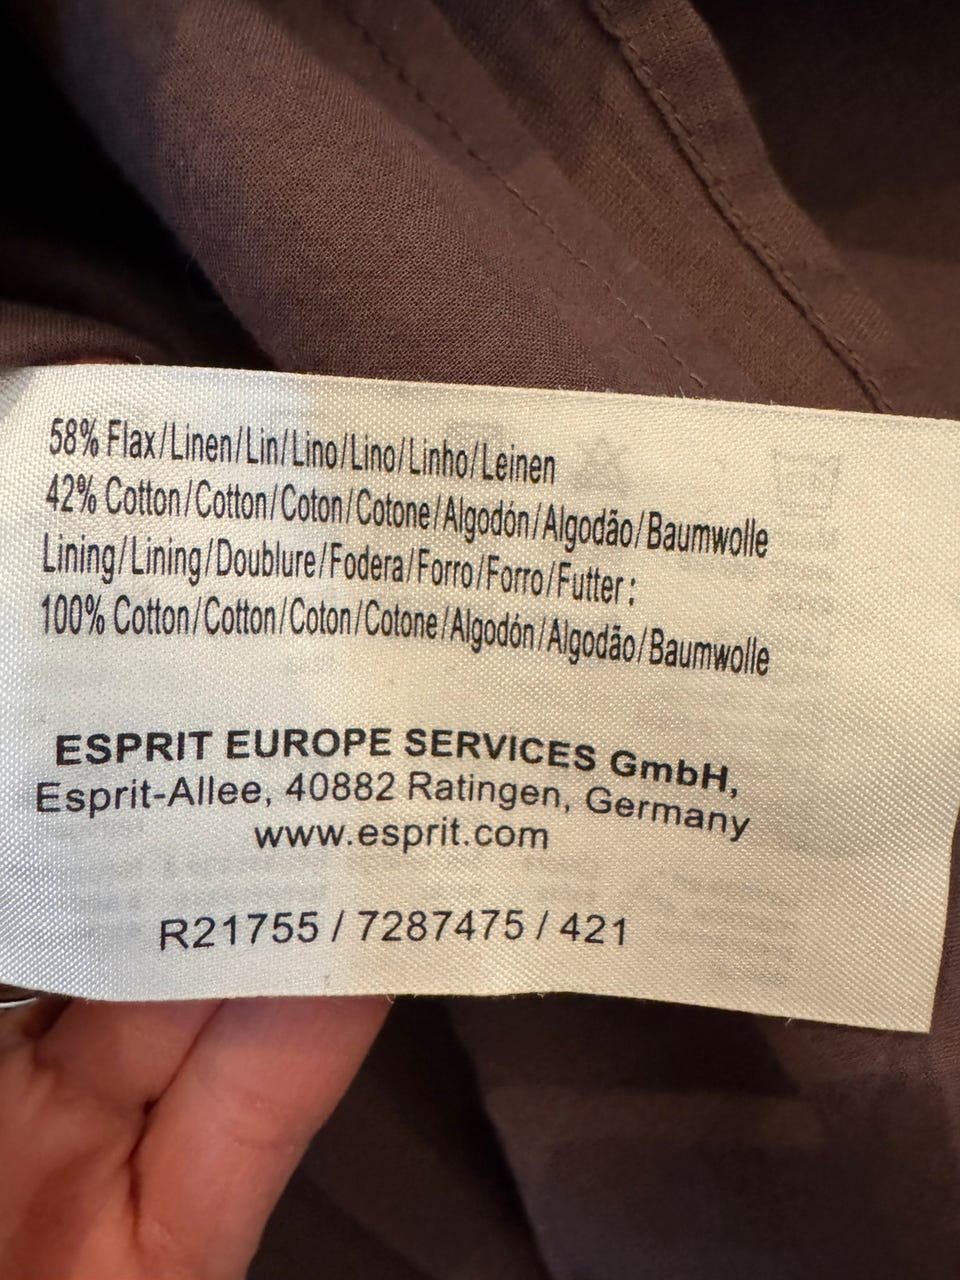 58% Flax/Linen/Lin/Lino/Lino/Linho/Leinen
42% Cotton/Cotton/Coton/Cotone/Algodón/Algodão/Baumwolle
Lining/Lining/Doublure/Fodera/Forro/Forro/Futter:
100% Cotton/Cotton/Coton/Cotone/Algodón/Algodão/Baumwolle
ESPRIT EUROPE SERVICES GmbH,
Esprit-Allee, 40882 Ratingen, Germany
www.esprit.com
R21755 / 7287475 / 421